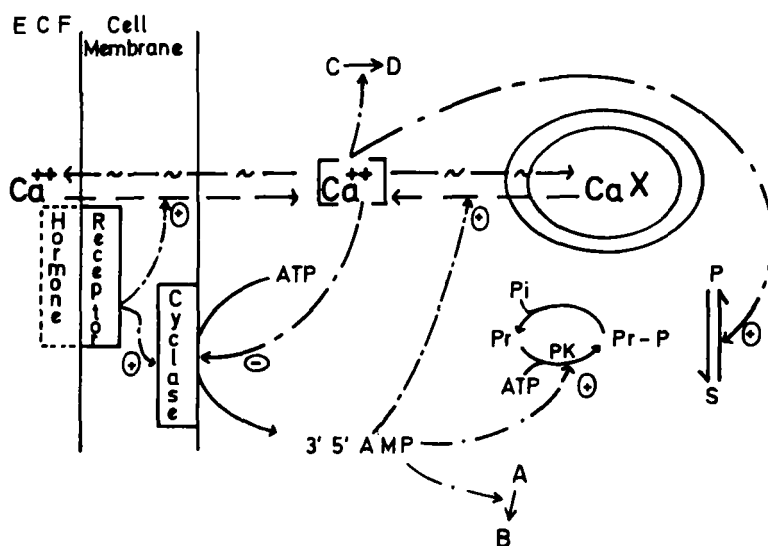 E C F
Cell
Membrane
C D
Ca++ ~ ~ [Ca++] ~ ~ Ca X
+ +
Hormone
Receptor
ATP
Cyclase
+
-
Pi
Pr Pr-P
PK
ATP +
P
+
S
3' 5' AMP
A
B